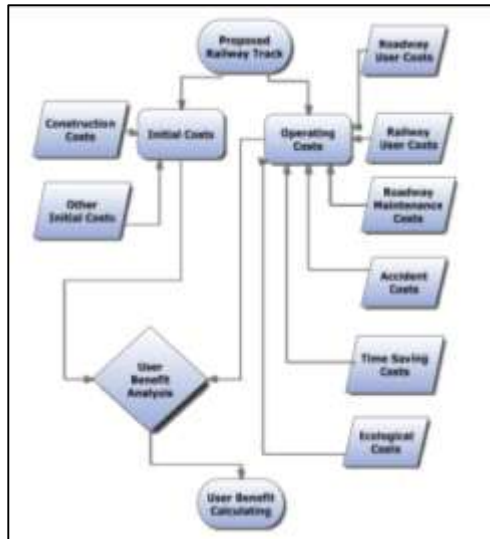 Proposed
Railway Track
Roadway
User Costs
Construction
Costs
Initial Costs
Operating
Costs
Railway
User Costs
Other
Initial Costs
Roadway
Maintenance
Costs
Accident
Costs
User
Benefit
Analysis
Time Saving
Costs
Ecological
Costs
User Benefit
Calculating